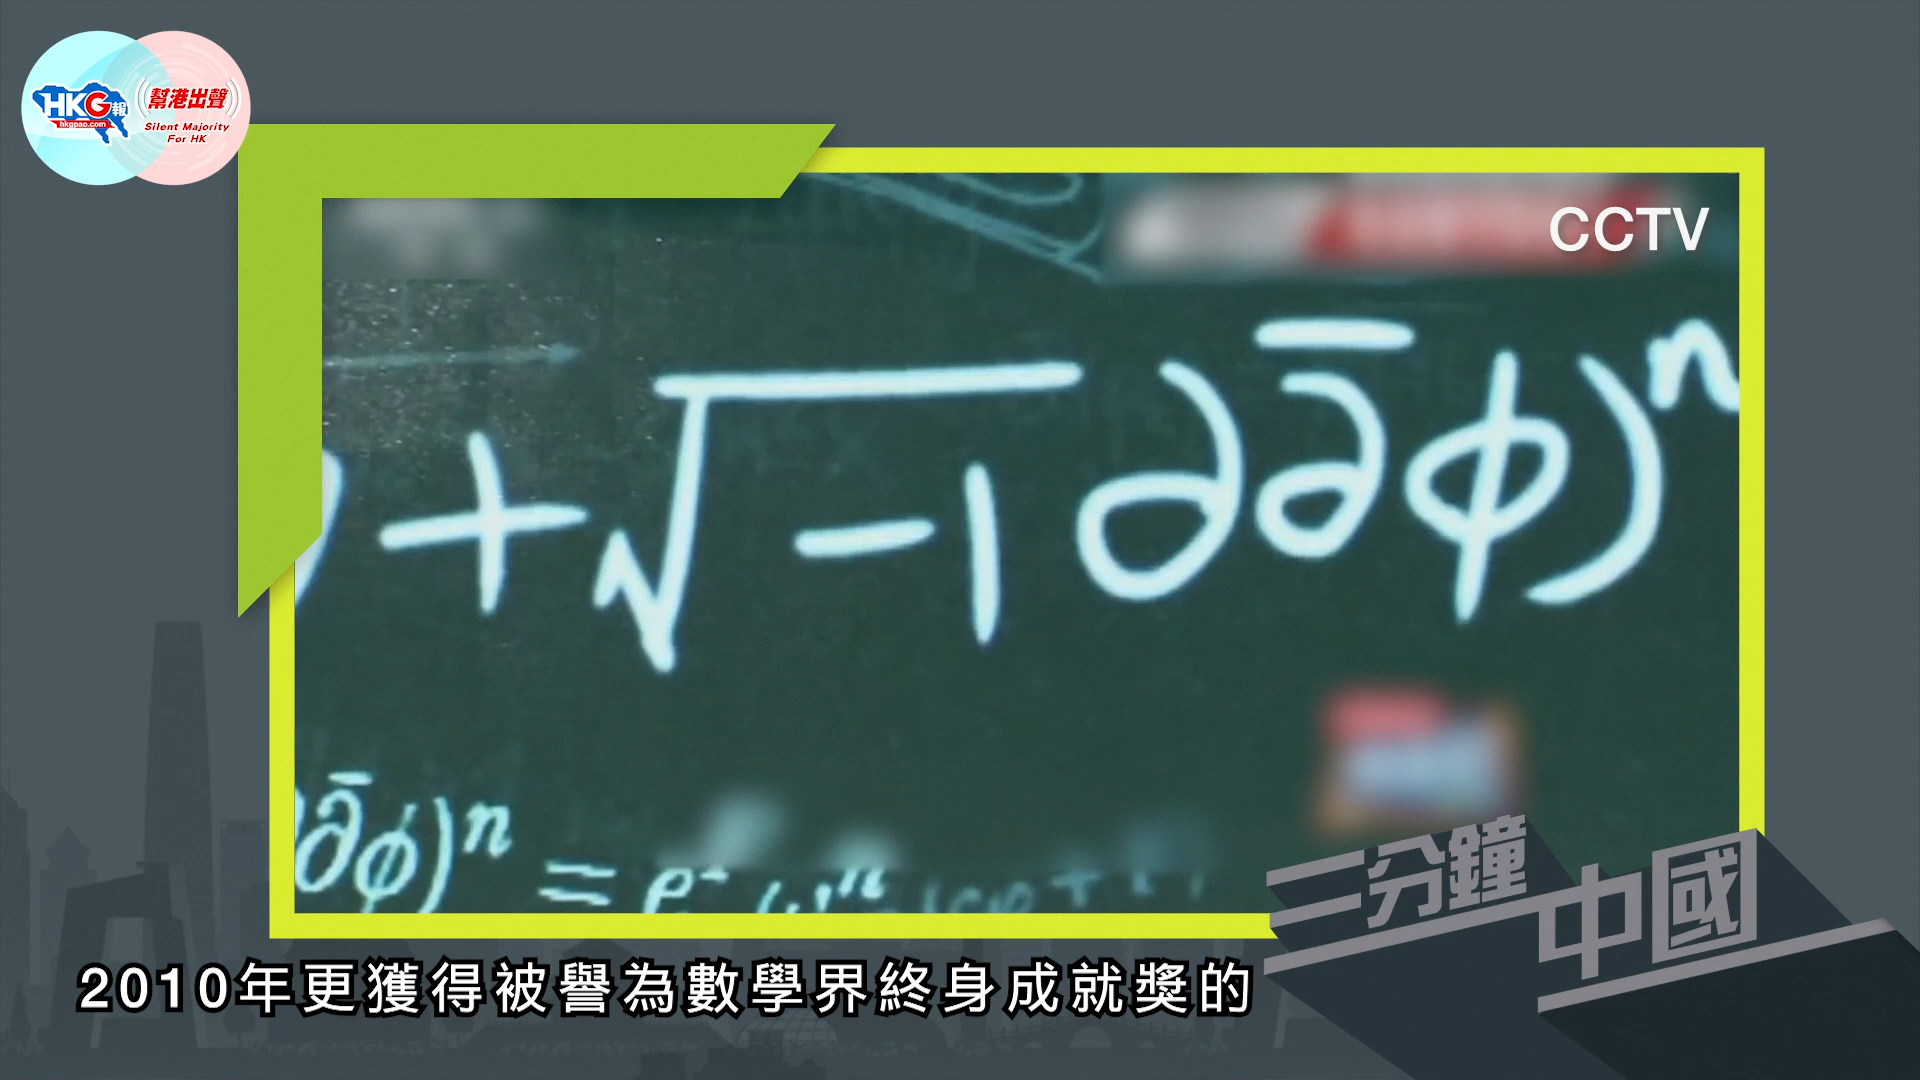 HKG報
hkgpao.com
幫港出聲
Silent Majority
For HK
CCTV
) + √-1 ∂∂̄φ)ⁿ
∂̄φ)ⁿ =
三分鐘
中國
2010年更獲得被譽為數學界終身成就獎的